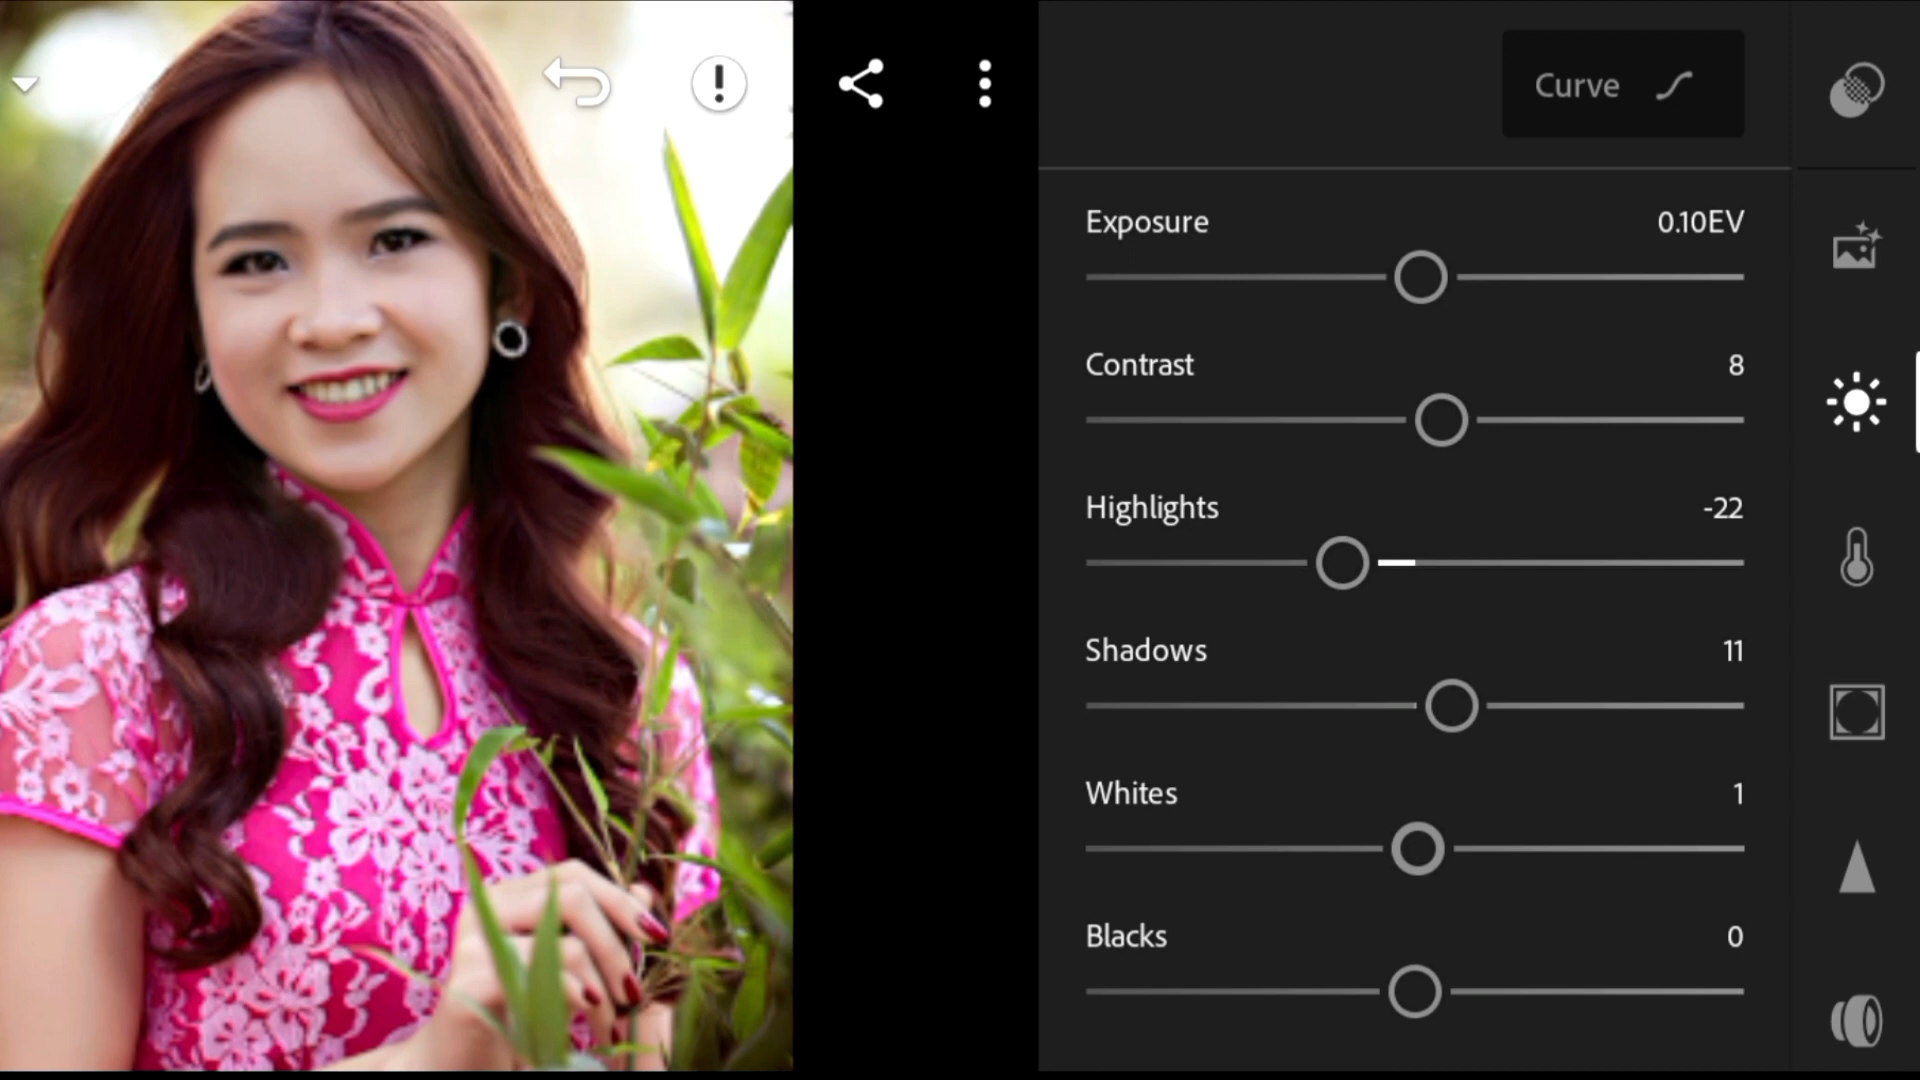 Curve
Exposure 0.10EV
Contrast 8
Highlights -22
Shadows 11
Whites 1
Blacks 0